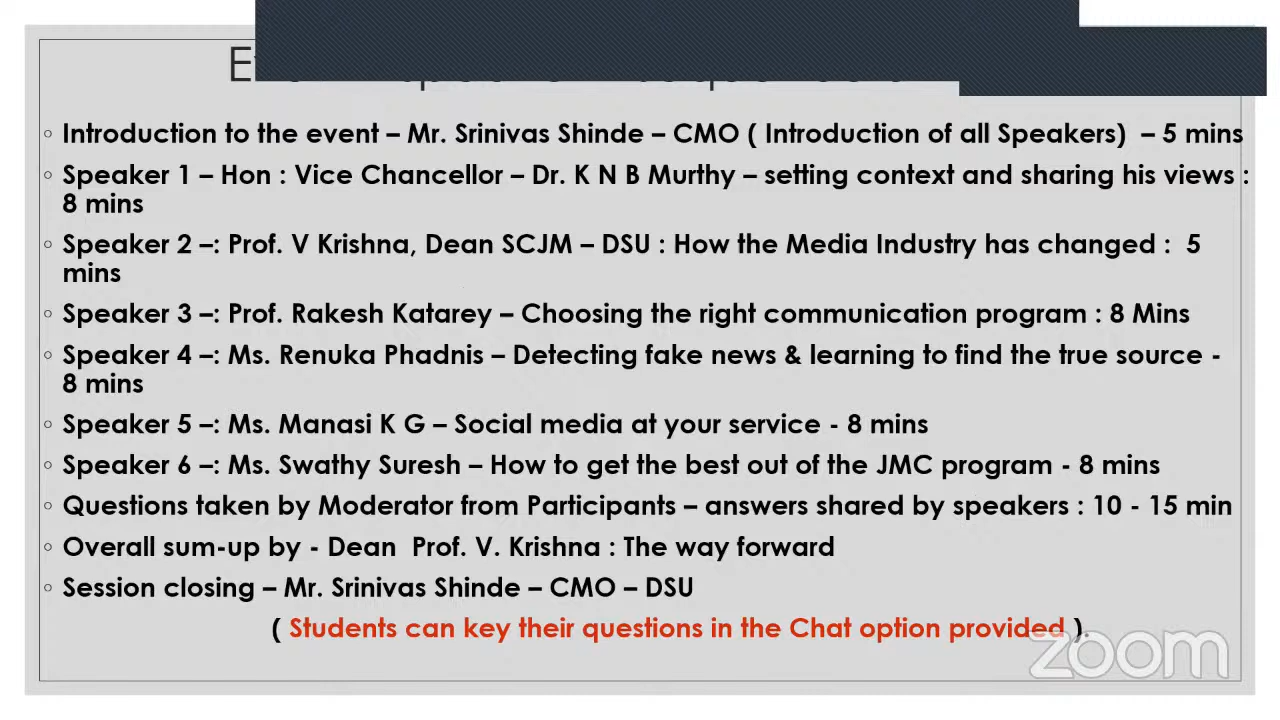 ◦ Introduction to the event – Mr. Srinivas Shinde – CMO ( Introduction of all Speakers) – 5 mins
◦ Speaker 1 – Hon : Vice Chancellor – Dr. K N B Murthy – setting context and sharing his views :
8 mins
◦ Speaker 2 –: Prof. V Krishna, Dean SCJM – DSU : How the Media Industry has changed : 5
mins
◦ Speaker 3 –: Prof. Rakesh Katarey – Choosing the right communication program : 8 Mins
◦ Speaker 4 –: Ms. Renuka Phadnis – Detecting fake news & learning to find the true source -
8 mins
◦ Speaker 5 –: Ms. Manasi K G – Social media at your service - 8 mins
◦ Speaker 6 –: Ms. Swathy Suresh – How to get the best out of the JMC program - 8 mins
◦ Questions taken by Moderator from Participants – answers shared by speakers : 10 - 15 min
◦ Overall sum-up by - Dean Prof. V. Krishna : The way forward
◦ Session closing – Mr. Srinivas Shinde – CMO – DSU
( Students can key their questions in the Chat option provided ).
zoom